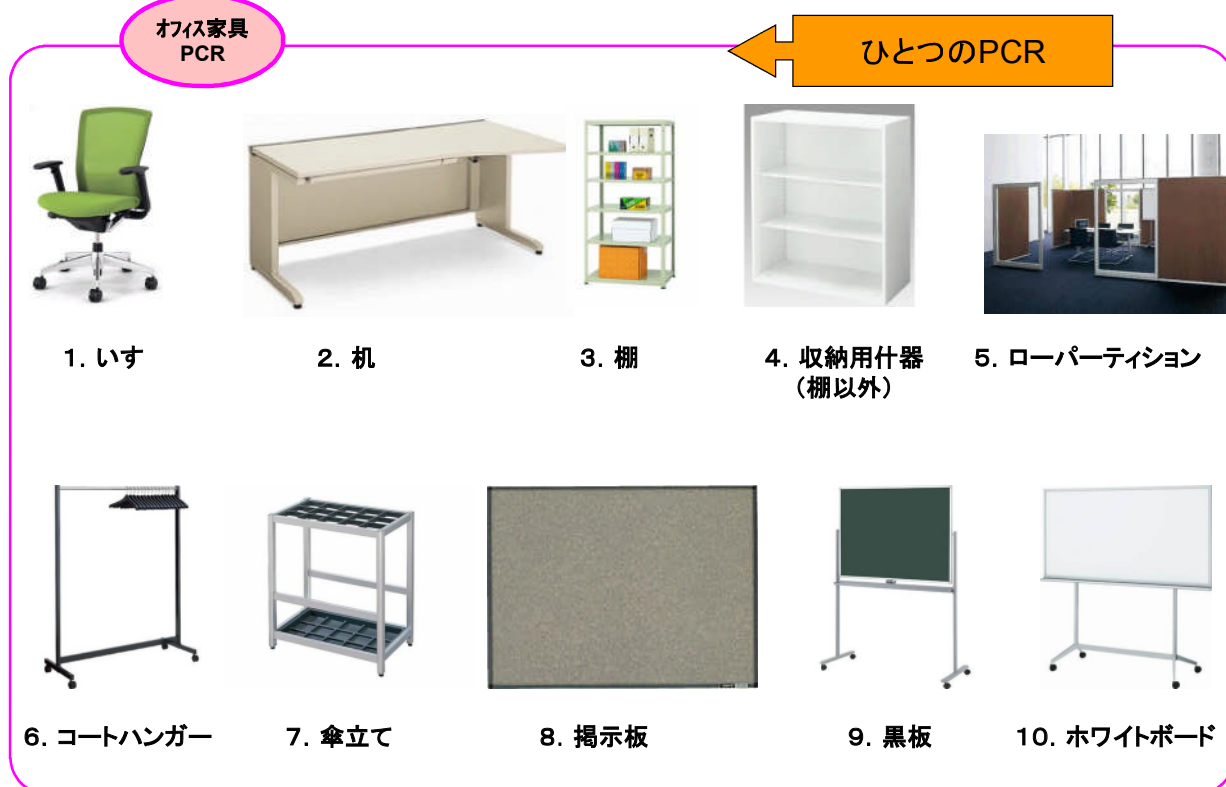 オフィス家具
PCR
ひとつのPCR
1. いす
2. 机
3. 棚
4. 収納用什器
（棚以外）
5. ローパーティション
6. コートハンガー
7. 傘立て
8. 掲示板
9. 黒板
10. ホワイトボード